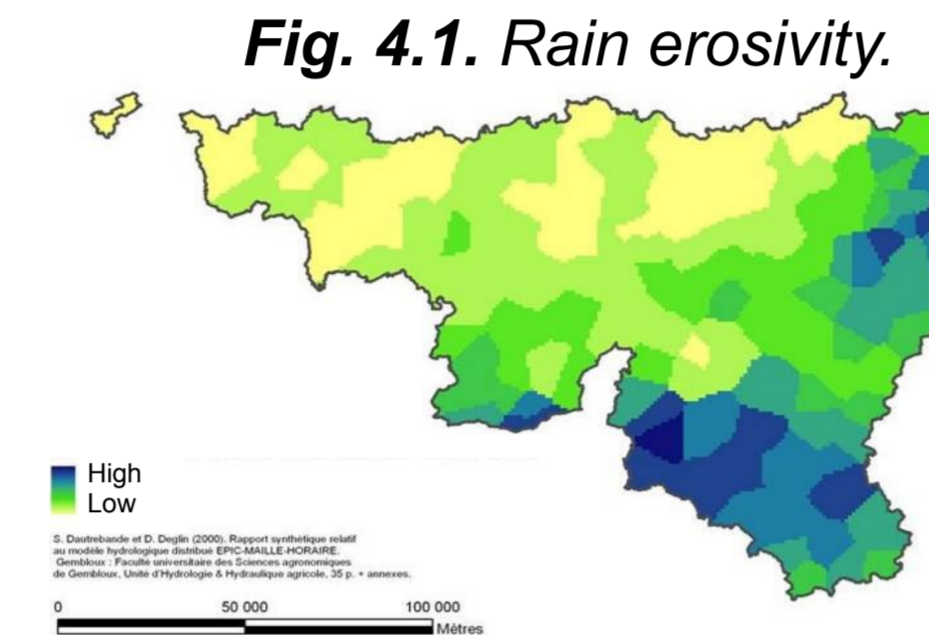 Fig. 4.1. Rain erosivity.
High
Low
S. Dautrebande et D. Deglin (2000). Rapport synthétique relatif
au modèle hydrologique distribué EPIC-MAILLE-HORAIRE.
Gembloux : Faculté universitaire des Sciences agronomiques
de Gembloux, Unité d'Hydrologie & Hydraulique agricole, 35 p. + annexes.
0 50 000 100 000
Mètres